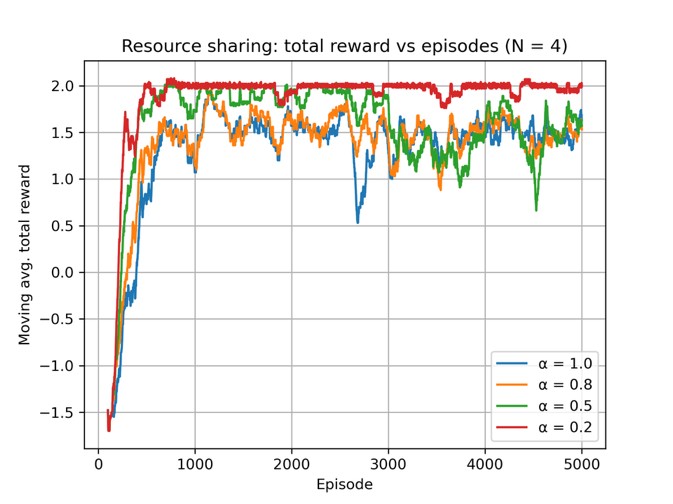 Resource sharing: total reward vs episodes (N = 4)
Moving avg. total reward
2.0
1.5
1.0
0.5
0.0
−0.5
−1.0
−1.5
α = 1.0
α = 0.8
α = 0.5
α = 0.2
0 1000 2000 3000 4000 5000
Episode